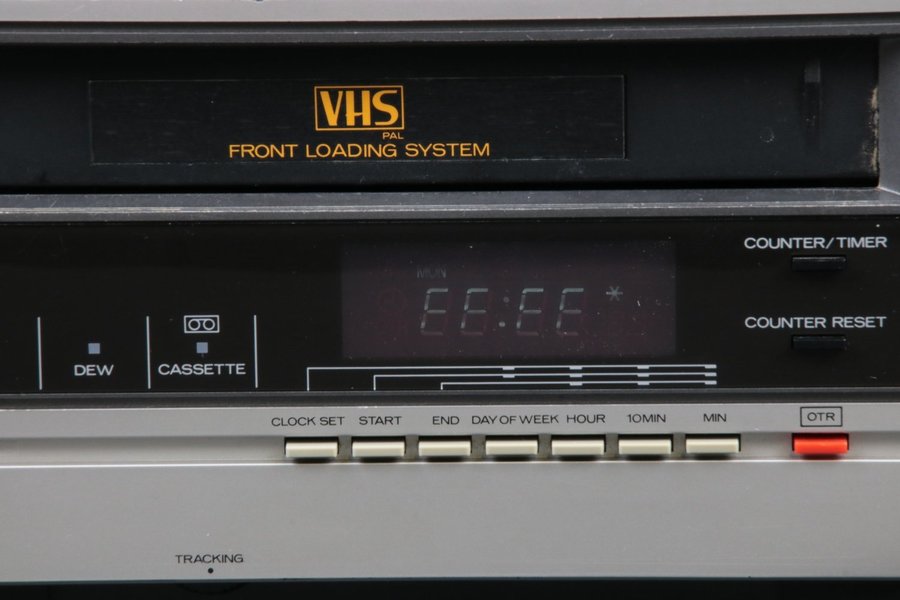 VHS
PAL
FRONT LOADING SYSTEM
COUNTER/TIMER
MON
EE:EE *
COUNTER RESET
DEW
CASSETTE
CLOCK SET START END DAY OF WEEK HOUR 10MIN MIN OTR
TRACKING